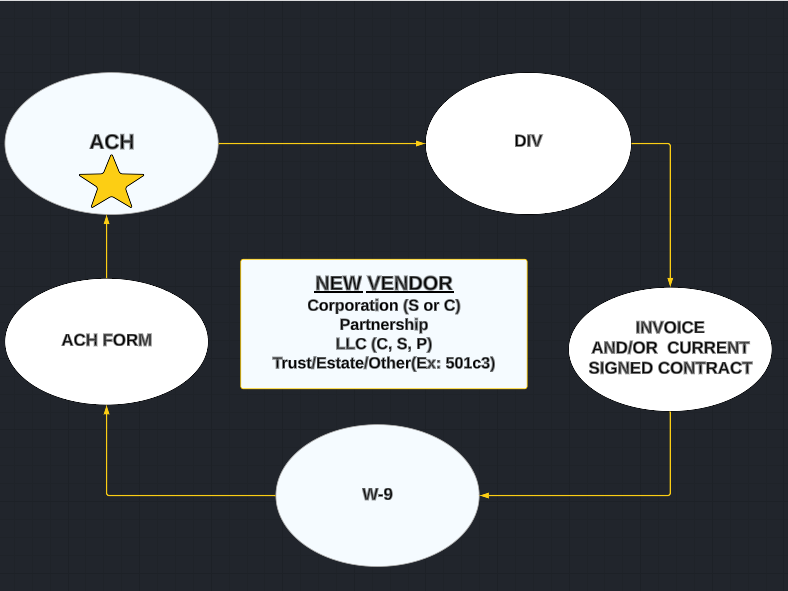 ACH
DIV
NEW VENDOR
Corporation (S or C)
Partnership
LLC (C, S, P)
Trust/Estate/Other(Ex: 501c3)
INVOICE
AND/OR CURRENT
SIGNED CONTRACT
ACH FORM
W-9